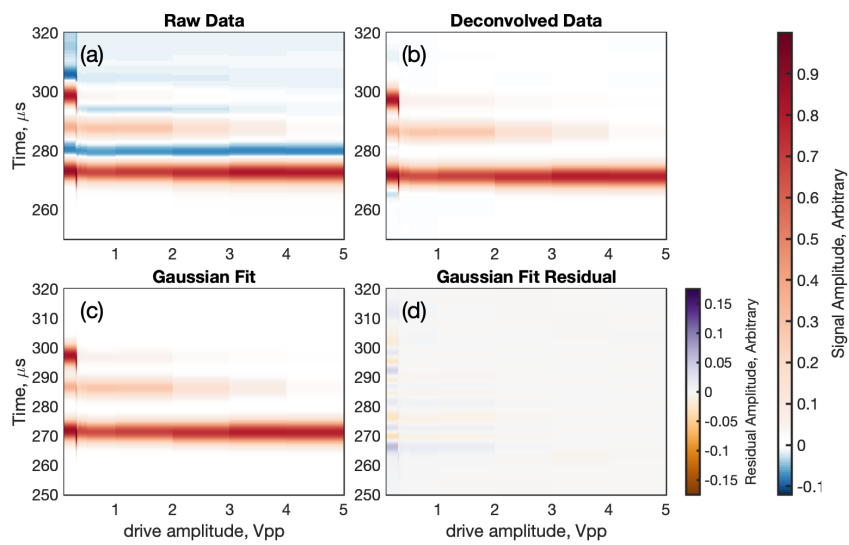 Raw Data
Deconvolved Data
(a)
320
300
280
260
Time, μs
1 2 3 4 5
(b)
320
300
280
260
1 2 3 4 5
Gaussian Fit
Gaussian Fit Residual
(c)
320
310
300
290
280
270
260
250
Time, μs
1 2 3 4 5
drive amplitude, Vpp
(d)
320
310
300
290
280
270
260
250
1 2 3 4 5
drive amplitude, Vpp
0.15
0.1
0.05
0
-0.05
-0.1
-0.15
Residual Amplitude, Arbitrary
0.9
0.8
0.7
0.6
0.5
0.4
0.3
0.2
0.1
0
-0.1
Signal Amplitude, Arbitrary